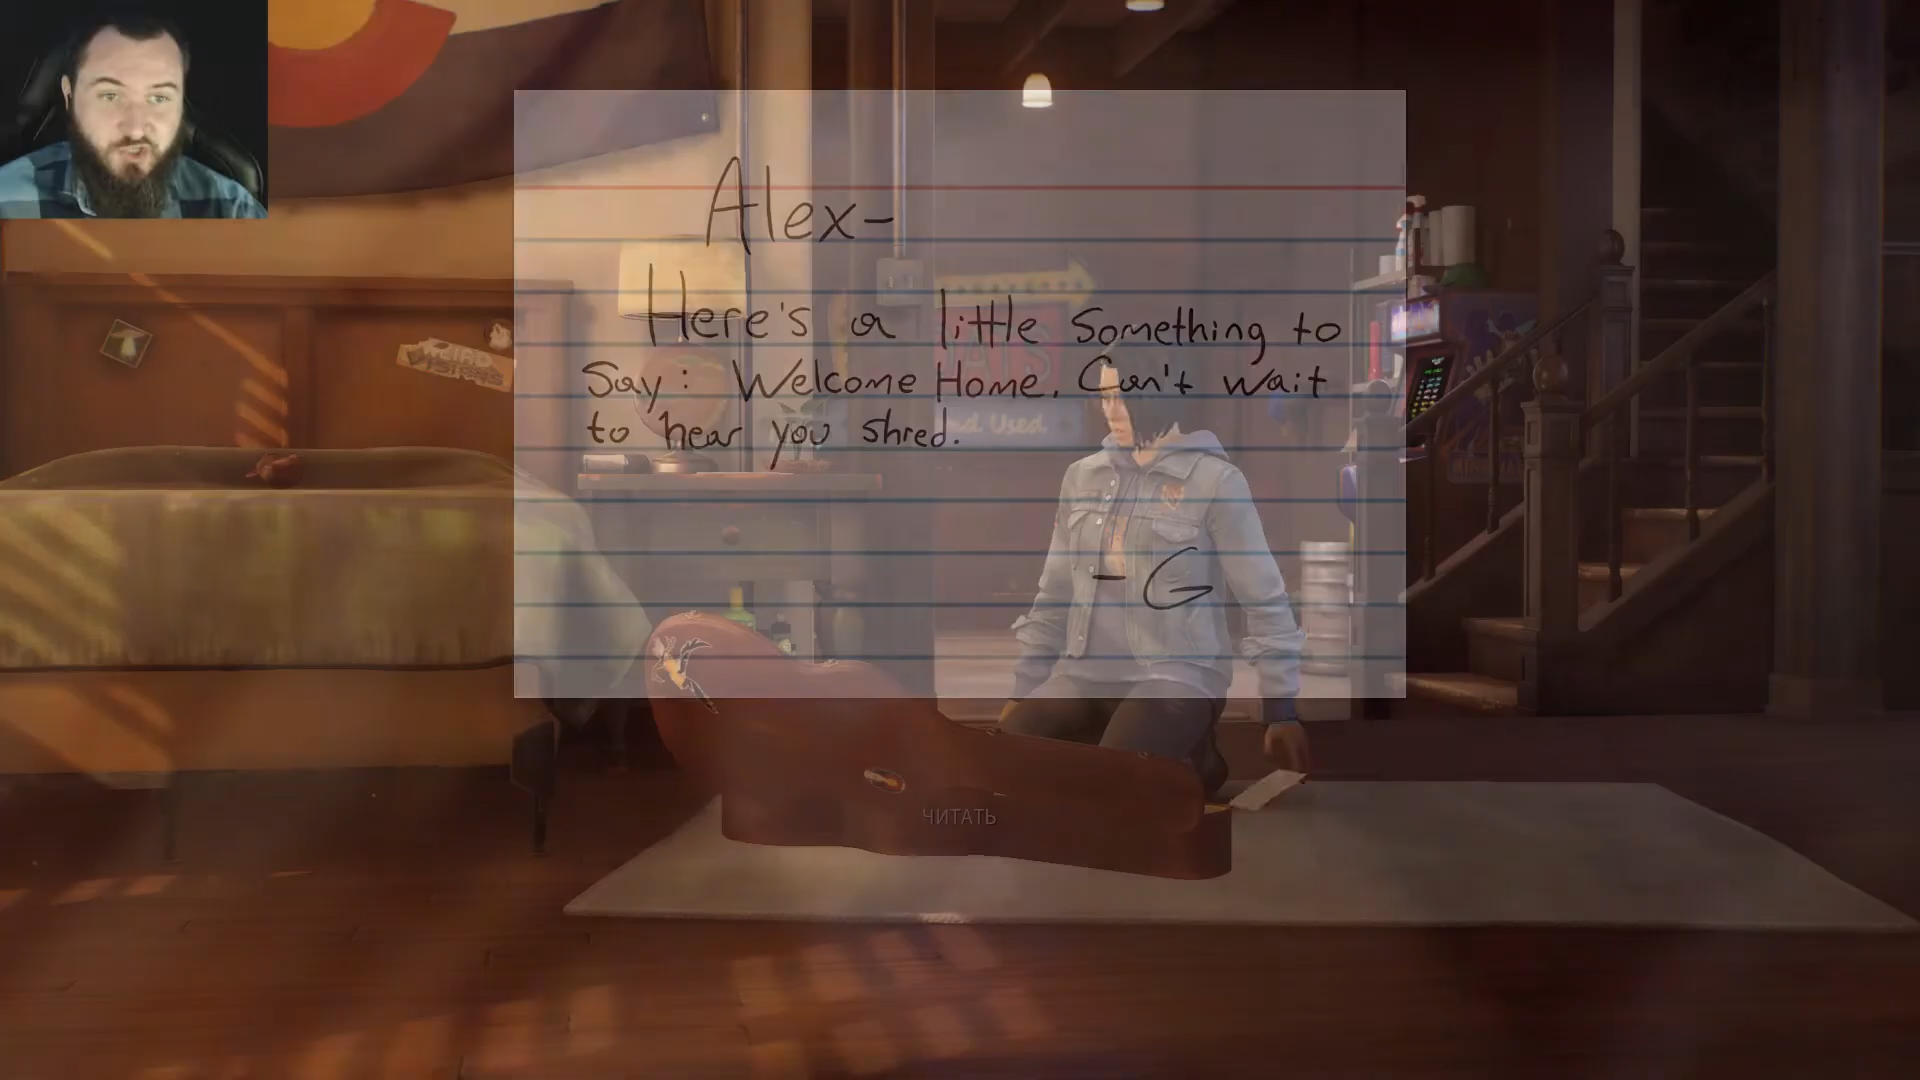 Alex-
Here's a little something to
Say: Welcome Home. Can't wait
to hear you shred.
-G
ЧИТАТЬ